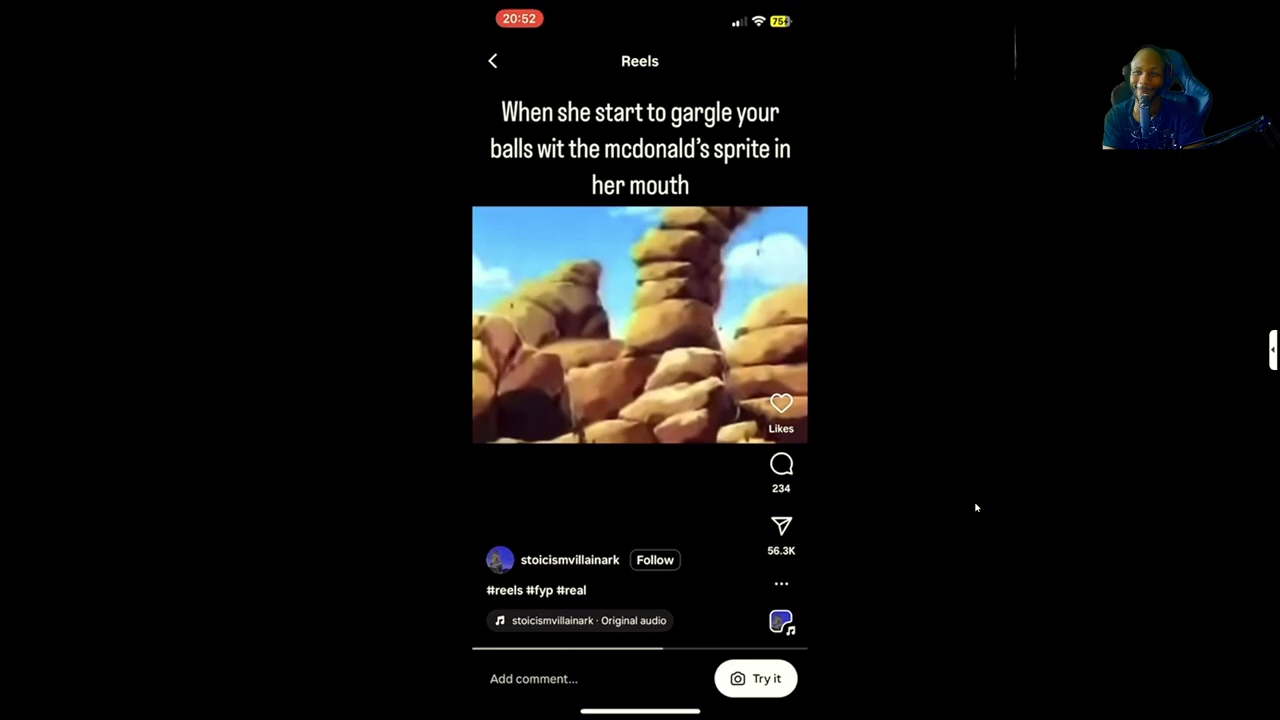 20:52
75
Reels
When she start to gargle your
balls wit the mcdonald's sprite in
her mouth
Likes
234
56.3K
stoicismvillainark
Follow
#reels #fyp #real
stoicismvillainark · Original audio
Add comment...
Try it